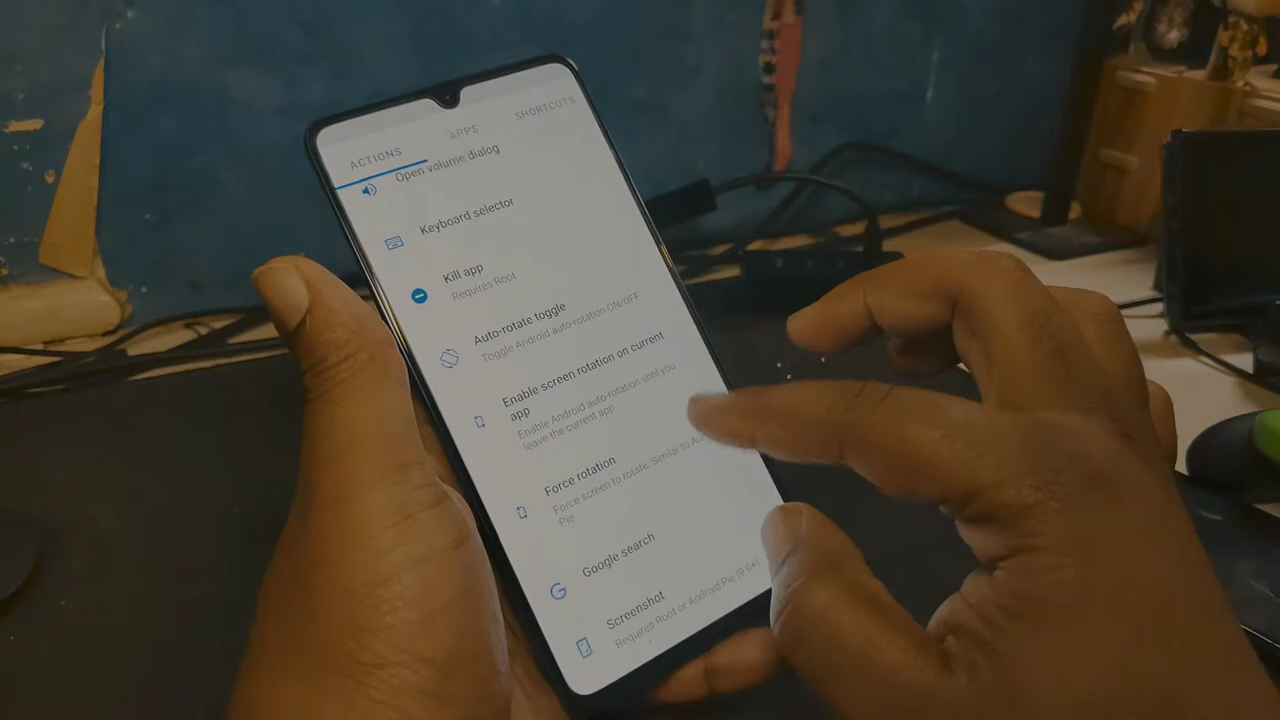 ACTIONS
APPS
SHORTCUTS
Open volume dialog
Keyboard selector
Kill app
Requires Root
Auto-rotate toggle
Toggle Android auto-rotation ON/OFF
Enable screen rotation on current
app
Enable Android auto-rotation until you
leave the current app
Force rotation
Force screen to rotate. Similar to
Pie
Google search
Screenshot
Requires Root or Android Pie